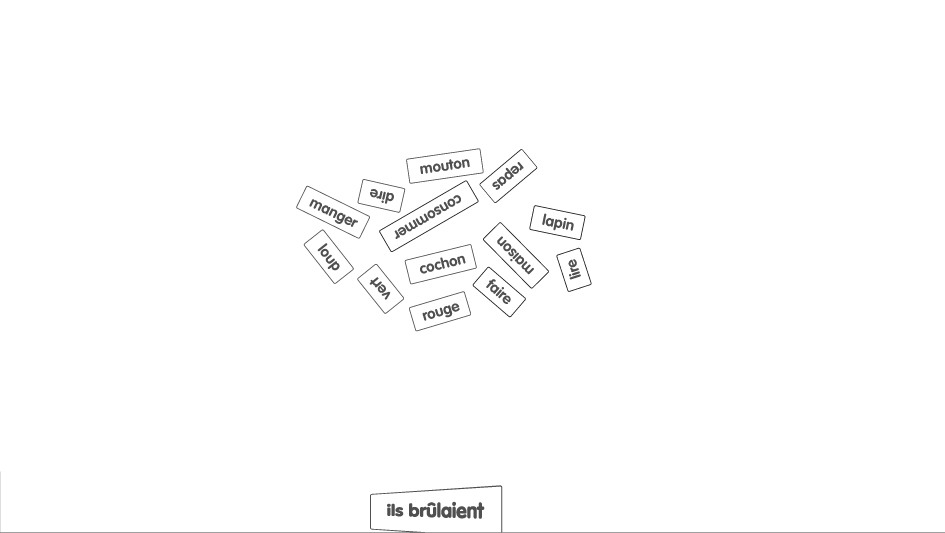 mouton
repas
dire
consommer
manger
lapin
loup
maison
cochon
lire
vert
faire
rouge
ils brûlaient